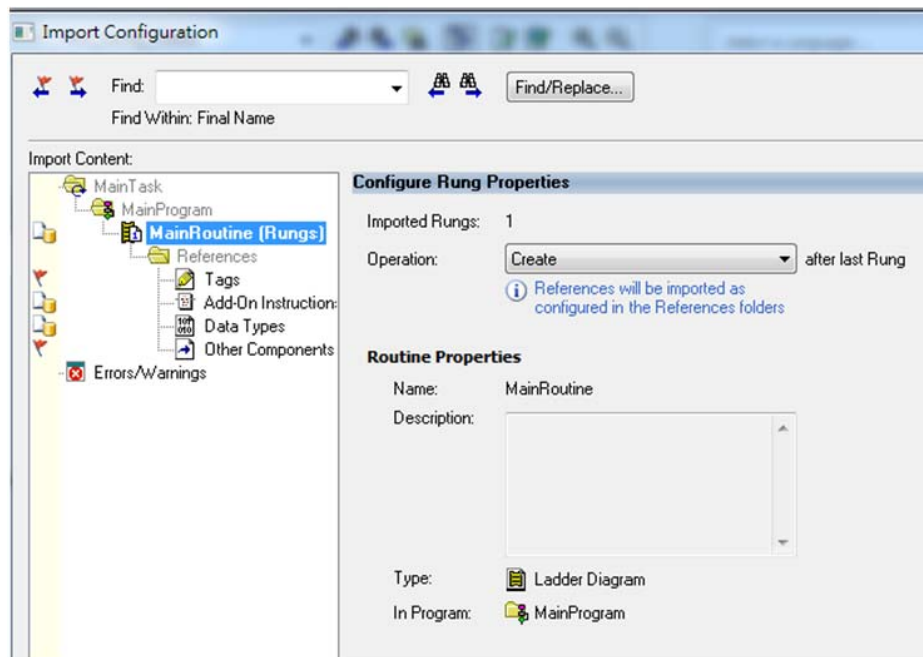 Import Configuration
Find:
Find/Replace...
Find Within: Final Name
Import Content:
MainTask
MainProgram
MainRoutine (Rungs)
References
Tags
Add-On Instruction
Data Types
Other Components
Errors/Warnings
Configure Rung Properties
Imported Rungs: 1
Operation: Create after last Rung
References will be imported as
configured in the References folders
Routine Properties
Name: MainRoutine
Description:
Type: Ladder Diagram
In Program: MainProgram